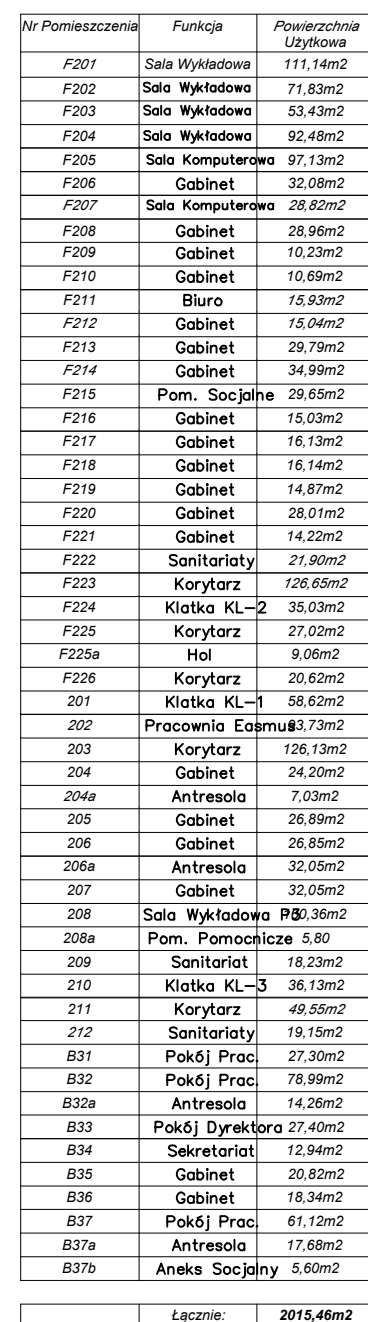 Nr Pomieszczenia Funkcja Powierzchnia
Użytkowa
F201 Sala Wykładowa 111,14m2
F202 Sala Wykładowa 71,83m2
F203 Sala Wykładowa 53,43m2
F204 Sala Wykładowa 92,48m2
F205 Sala Komputerowa 97,13m2
F206 Gabinet 32,08m2
F207 Sala Komputerowa 28,82m2
F208 Gabinet 28,96m2
F209 Gabinet 10,23m2
F210 Gabinet 10,69m2
F211 Biuro 15,93m2
F212 Gabinet 15,04m2
F213 Gabinet 29,79m2
F214 Gabinet 34,99m2
F215 Pom. Socjalne 29,65m2
F216 Gabinet 15,03m2
F217 Gabinet 16,13m2
F218 Gabinet 16,14m2
F219 Gabinet 14,87m2
F220 Gabinet 28,01m2
F221 Gabinet 14,22m2
F222 Sanitariaty 21,90m2
F223 Korytarz 126,65m2
F224 Klatka KL-2 35,03m2
F225 Korytarz 27,02m2
F225a Hol 9,06m2
F226 Korytarz 20,62m2
201 Klatka KL-1 58,62m2
202 Pracownia Easmus
203 Korytarz 126,13m2
204 Gabinet 24,20m2
204a Antresola 7,03m2
205 Gabinet 26,89m2
206 Gabinet 26,85m2
206a Antresola 32,05m2
207 Gabinet 32,05m2
208 Sala Wykładowa P3
208a Pom. Pomocnicze 5,80
209 Sanitariat 18,23m2
210 Klatka KL-3 36,13m2
211 Korytarz 49,55m2
212 Sanitariaty 19,15m2
B31 Pokój Prac. 27,30m2
B32 Pokój Prac. 78,99m2
B32a Antresola 14,26m2
B33 Pokój Dyrektora 27,40m2
B34 Sekretariat 12,94m2
B35 Gabinet 20,82m2
B36 Gabinet 18,34m2
B37 Pokój Prac. 61,12m2
B37a Antresola 17,68m2
B37b Aneks Socjalny 5,60m2
Łącznie: 2015,46m2